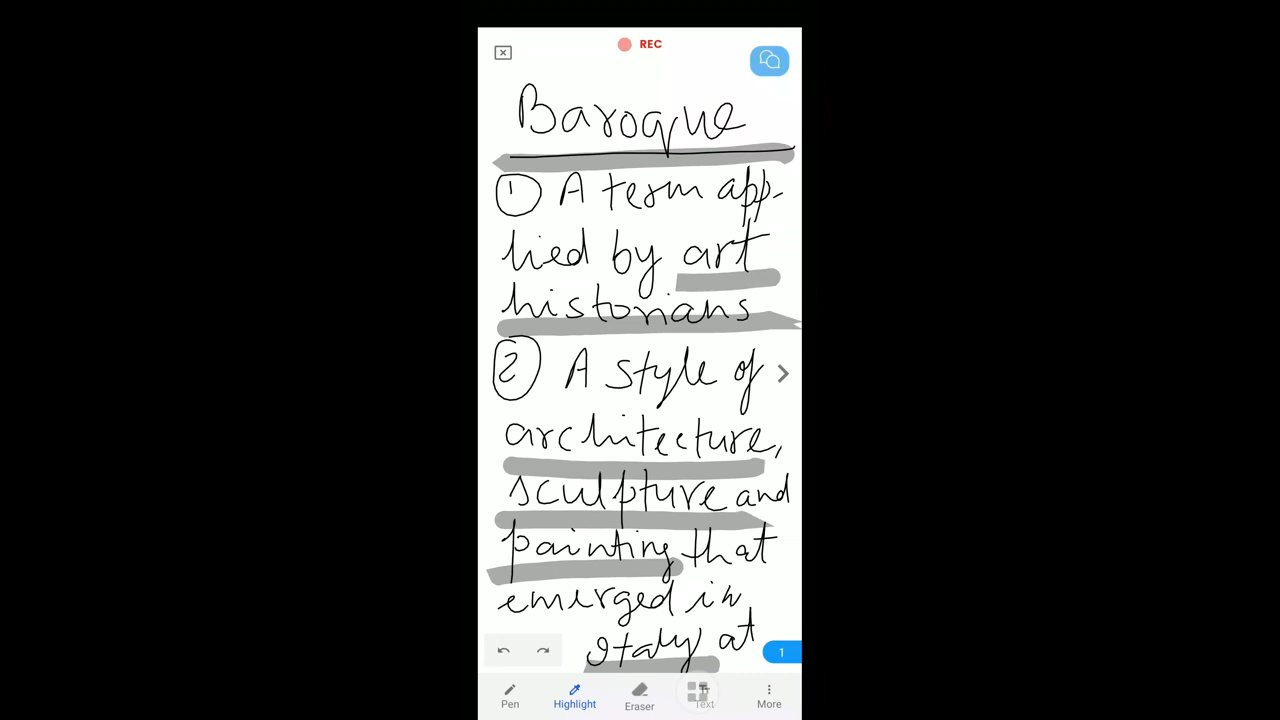 REC
Baroque
① A term app-
lied by art
historians
② A style of
architecture,
sculpture and
painting that
emerged in
Italy at
1
Pen Highlight Eraser Text More